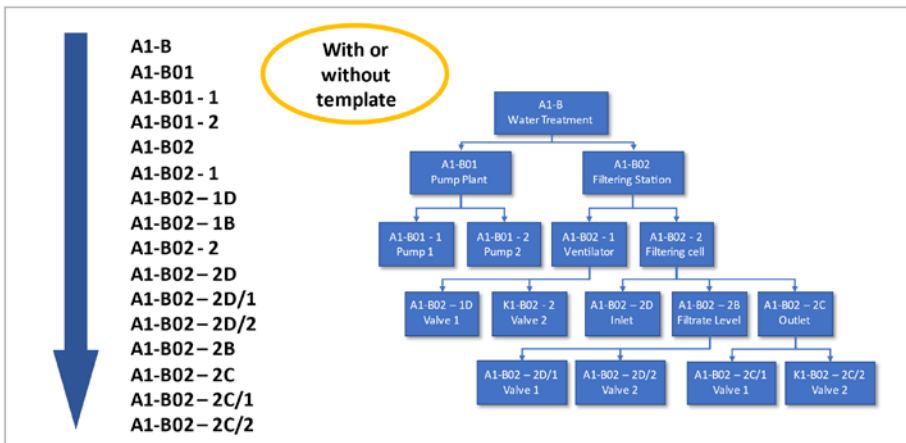 A1-B
A1-B01
A1-B01 - 1
A1-B01 - 2
A1-B02
A1-B02 - 1
A1-B02 – 1D
A1-B02 – 1B
A1-B02 - 2
A1-B02 – 2D
A1-B02 – 2D/1
A1-B02 – 2D/2
A1-B02 – 2B
A1-B02 – 2C
A1-B02 – 2C/1
A1-B02 – 2C/2
With or
without
template
A1-B
Water Treatment
A1-B01
Pump Plant
A1-B02
Filtering Station
A1-B01 - 1
Pump 1
A1-B01 - 2
Pump 2
A1-B02 - 1
Ventilator
A1-B02 - 2
Filtering cell
A1-B02 – 1D
Valve 1
K1-B02 - 2
Valve 2
A1-B02 – 2D
Inlet
A1-B02 – 2B
Filtrate Level
A1-B02 – 2C
Outlet
A1-B02 – 2D/1
Valve 1
A1-B02 – 2D/2
Valve 2
A1-B02 – 2C/1
Valve 1
K1-B02 – 2C/2
Valve 2